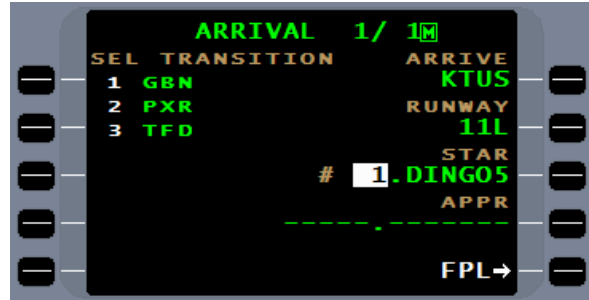 ARRIVAL 1/ 1M
SEL TRANSITION ARRIVE
1 GBN KTUS
2 PXR RUNWAY
3 TFD 11L
STAR
# 1.DINGO5
APPR
-----.-------
FPL→